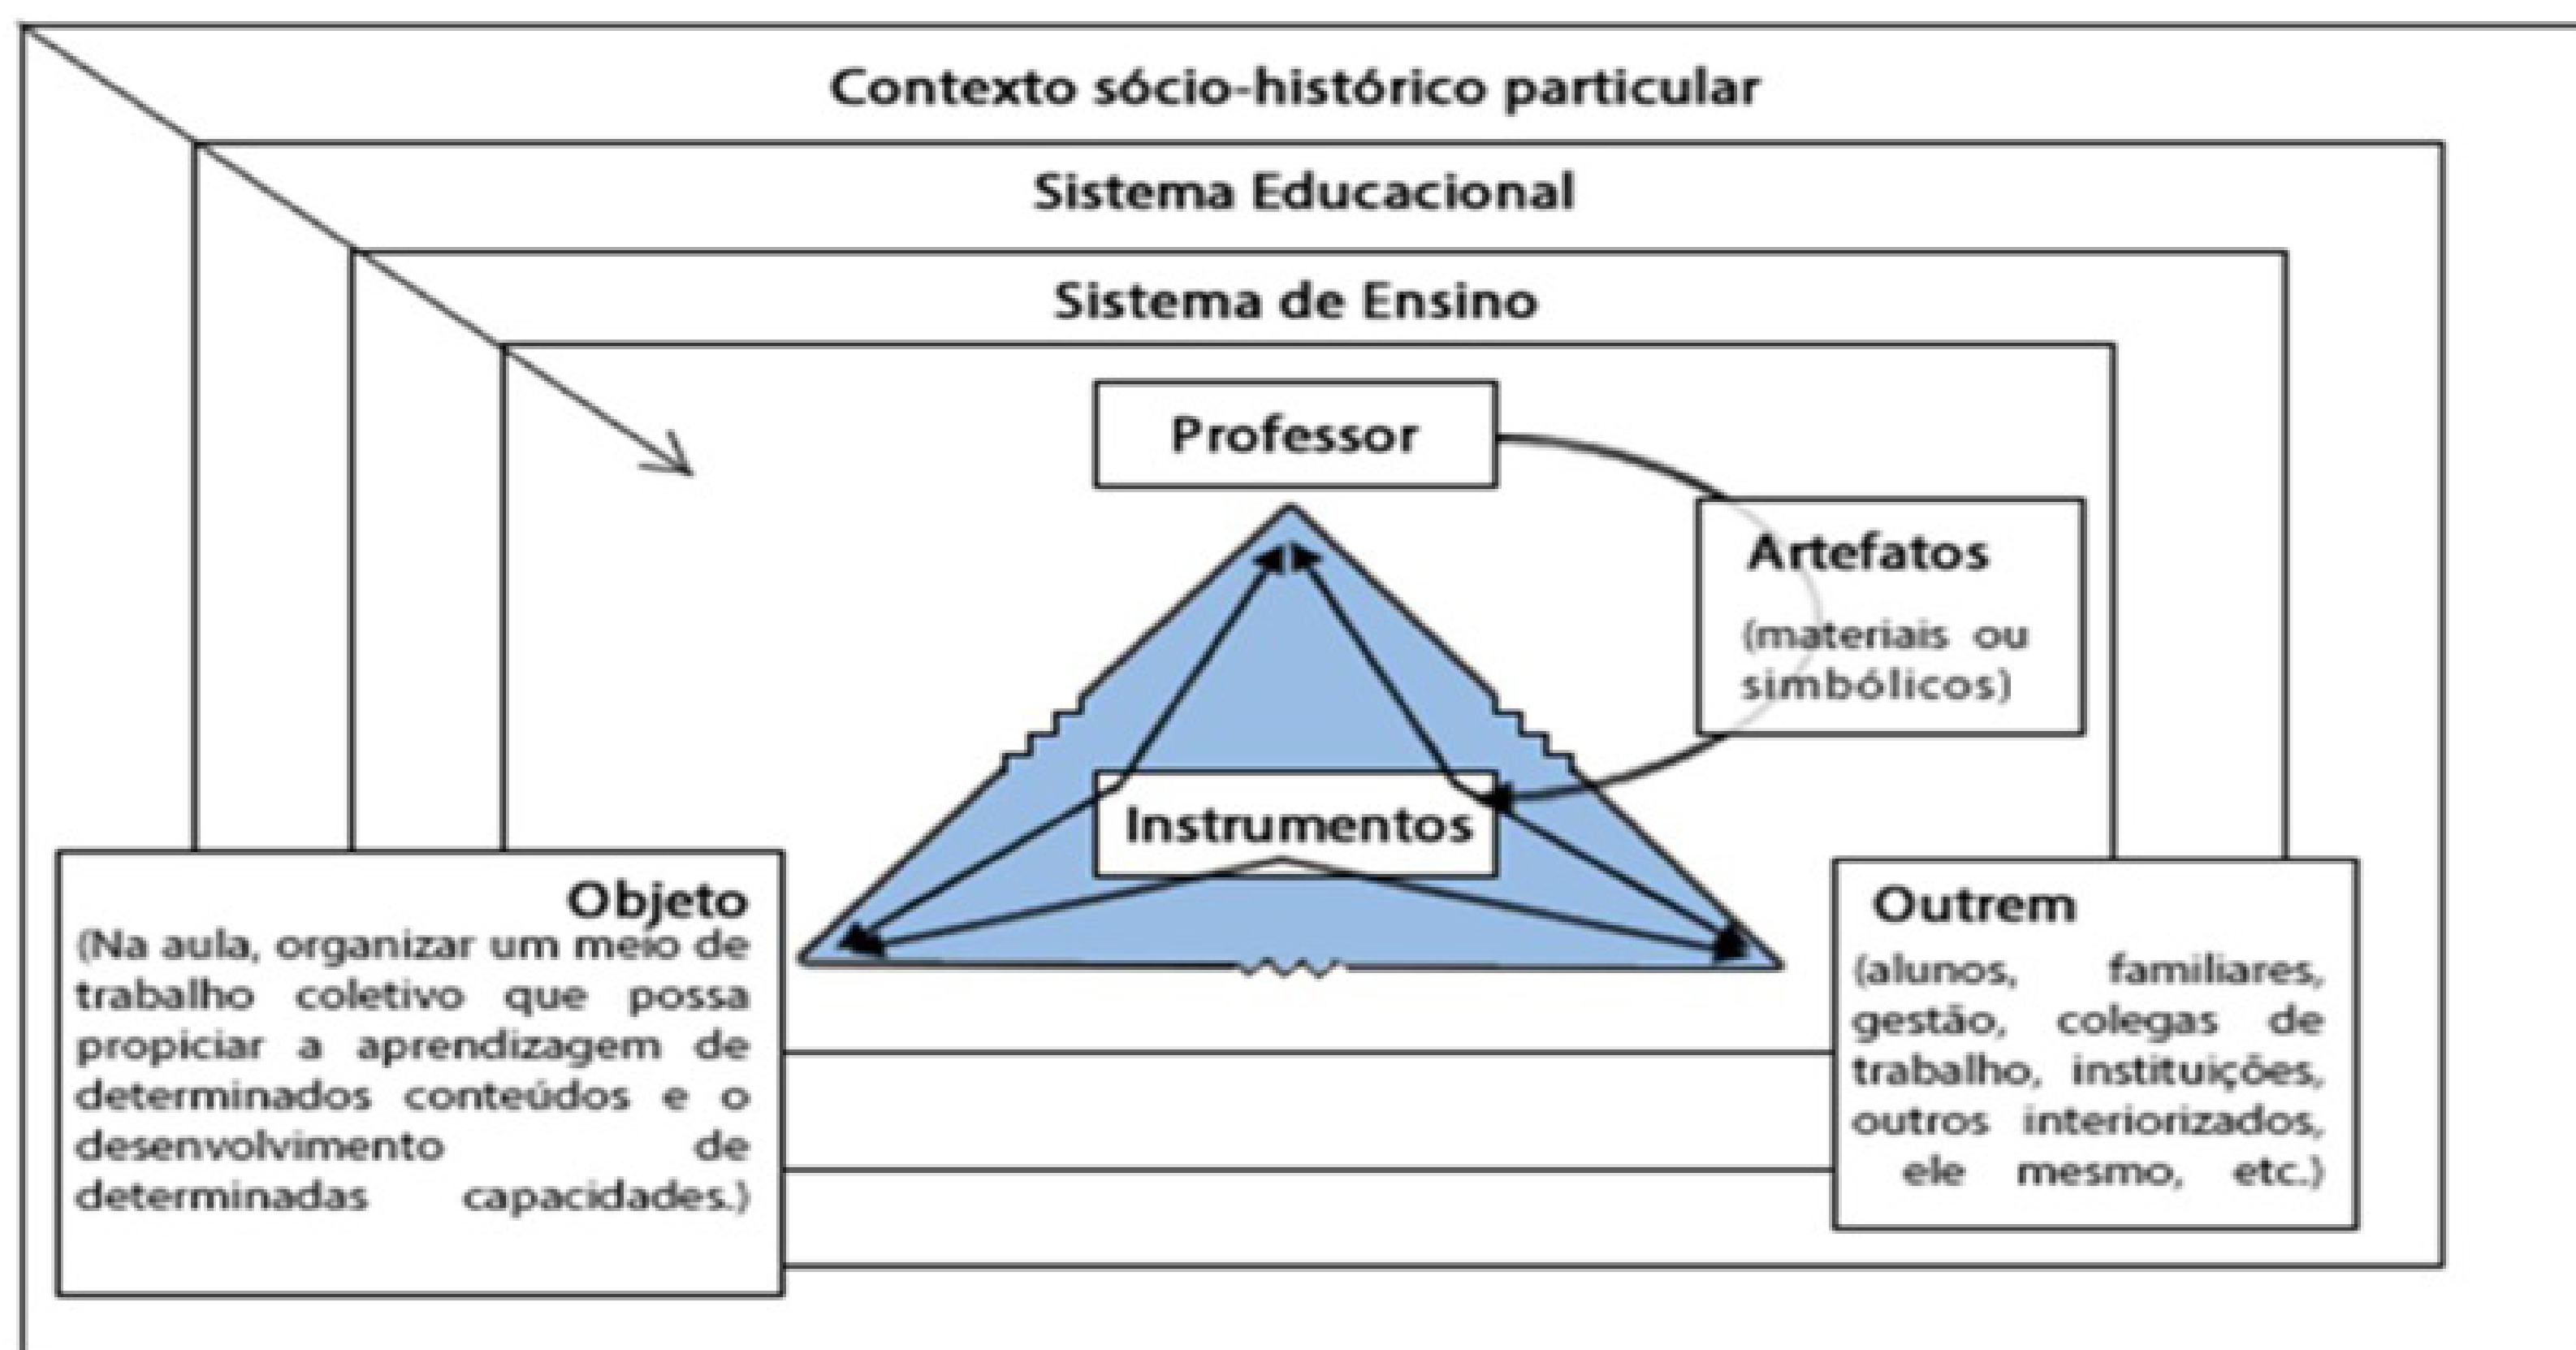 Contexto sócio-histórico particular
Sistema Educacional
Sistema de Ensino
Professor
Artefatos
(materiais ou
simbólicos)
Instrumentos
Objeto
(Na aula, organizar um meio de
trabalho coletivo que possa
propiciar a aprendizagem de
determinados conteúdos e o
desenvolvimento de
determinadas capacidades.)
Outrem
(alunos, familiares,
gestão, colegas de
trabalho, instituições,
outros interiorizados,
ele mesmo, etc.)